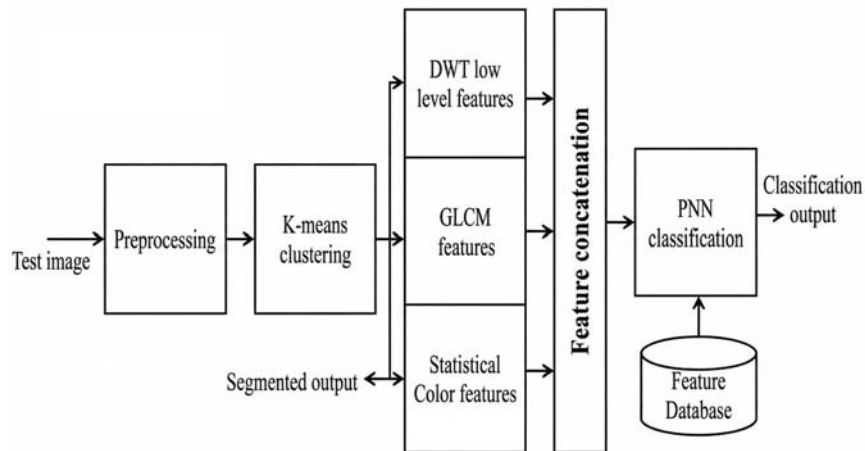 Test image
Preprocessing
K-means
clustering
Segmented output
DWT low
level features
GLCM
features
Statistical
Color features
Feature concatenation
PNN
classification
Classification
output
Feature
Database